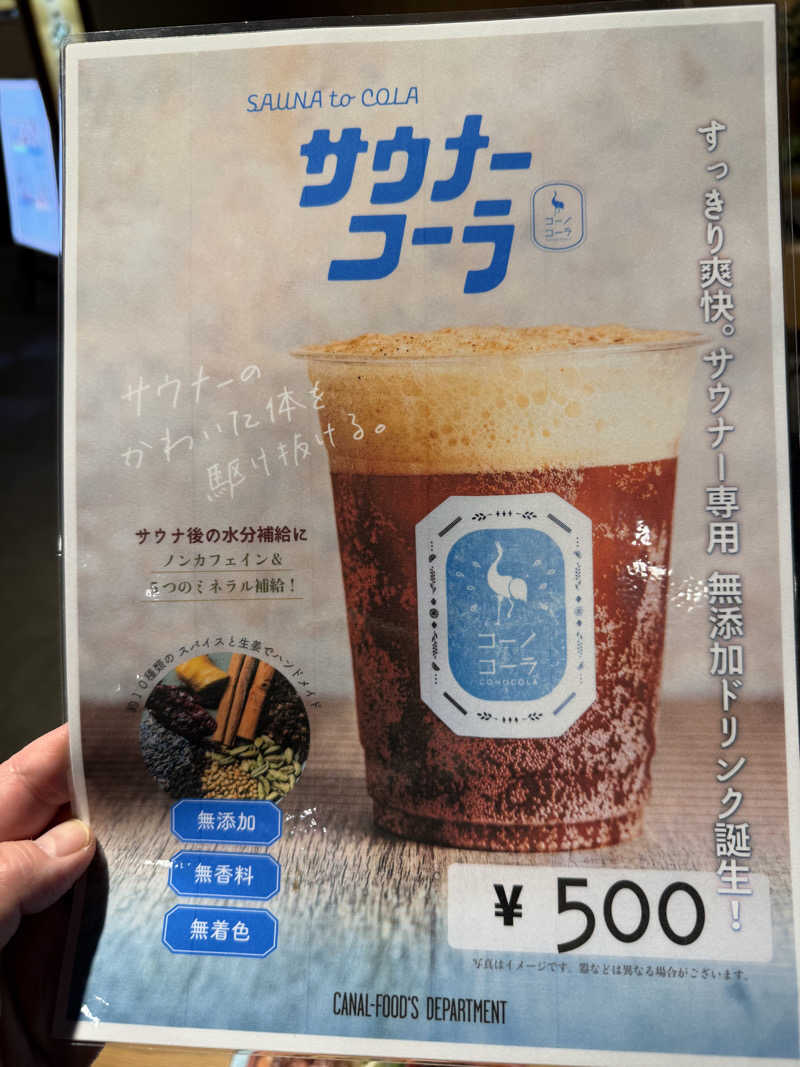 SAUNA to COLA
サウナー
コーラ
コーノ
コーラ
すっきり爽快。サウナー専用 無添加ドリンク誕生！
サウナーの
かわいた体を
駆け抜ける。
サウナ後の水分補給に
ノンカフェイン＆
5つのミネラル補給！
約10種類のスパイスと生姜でハンドメイド
コーノ
コーラ
CONOCOLA
無添加
無香料
無着色
¥ 500
写真はイメージです。器などは異なる場合がございます。
CANAL-FOOD'S DEPARTMENT